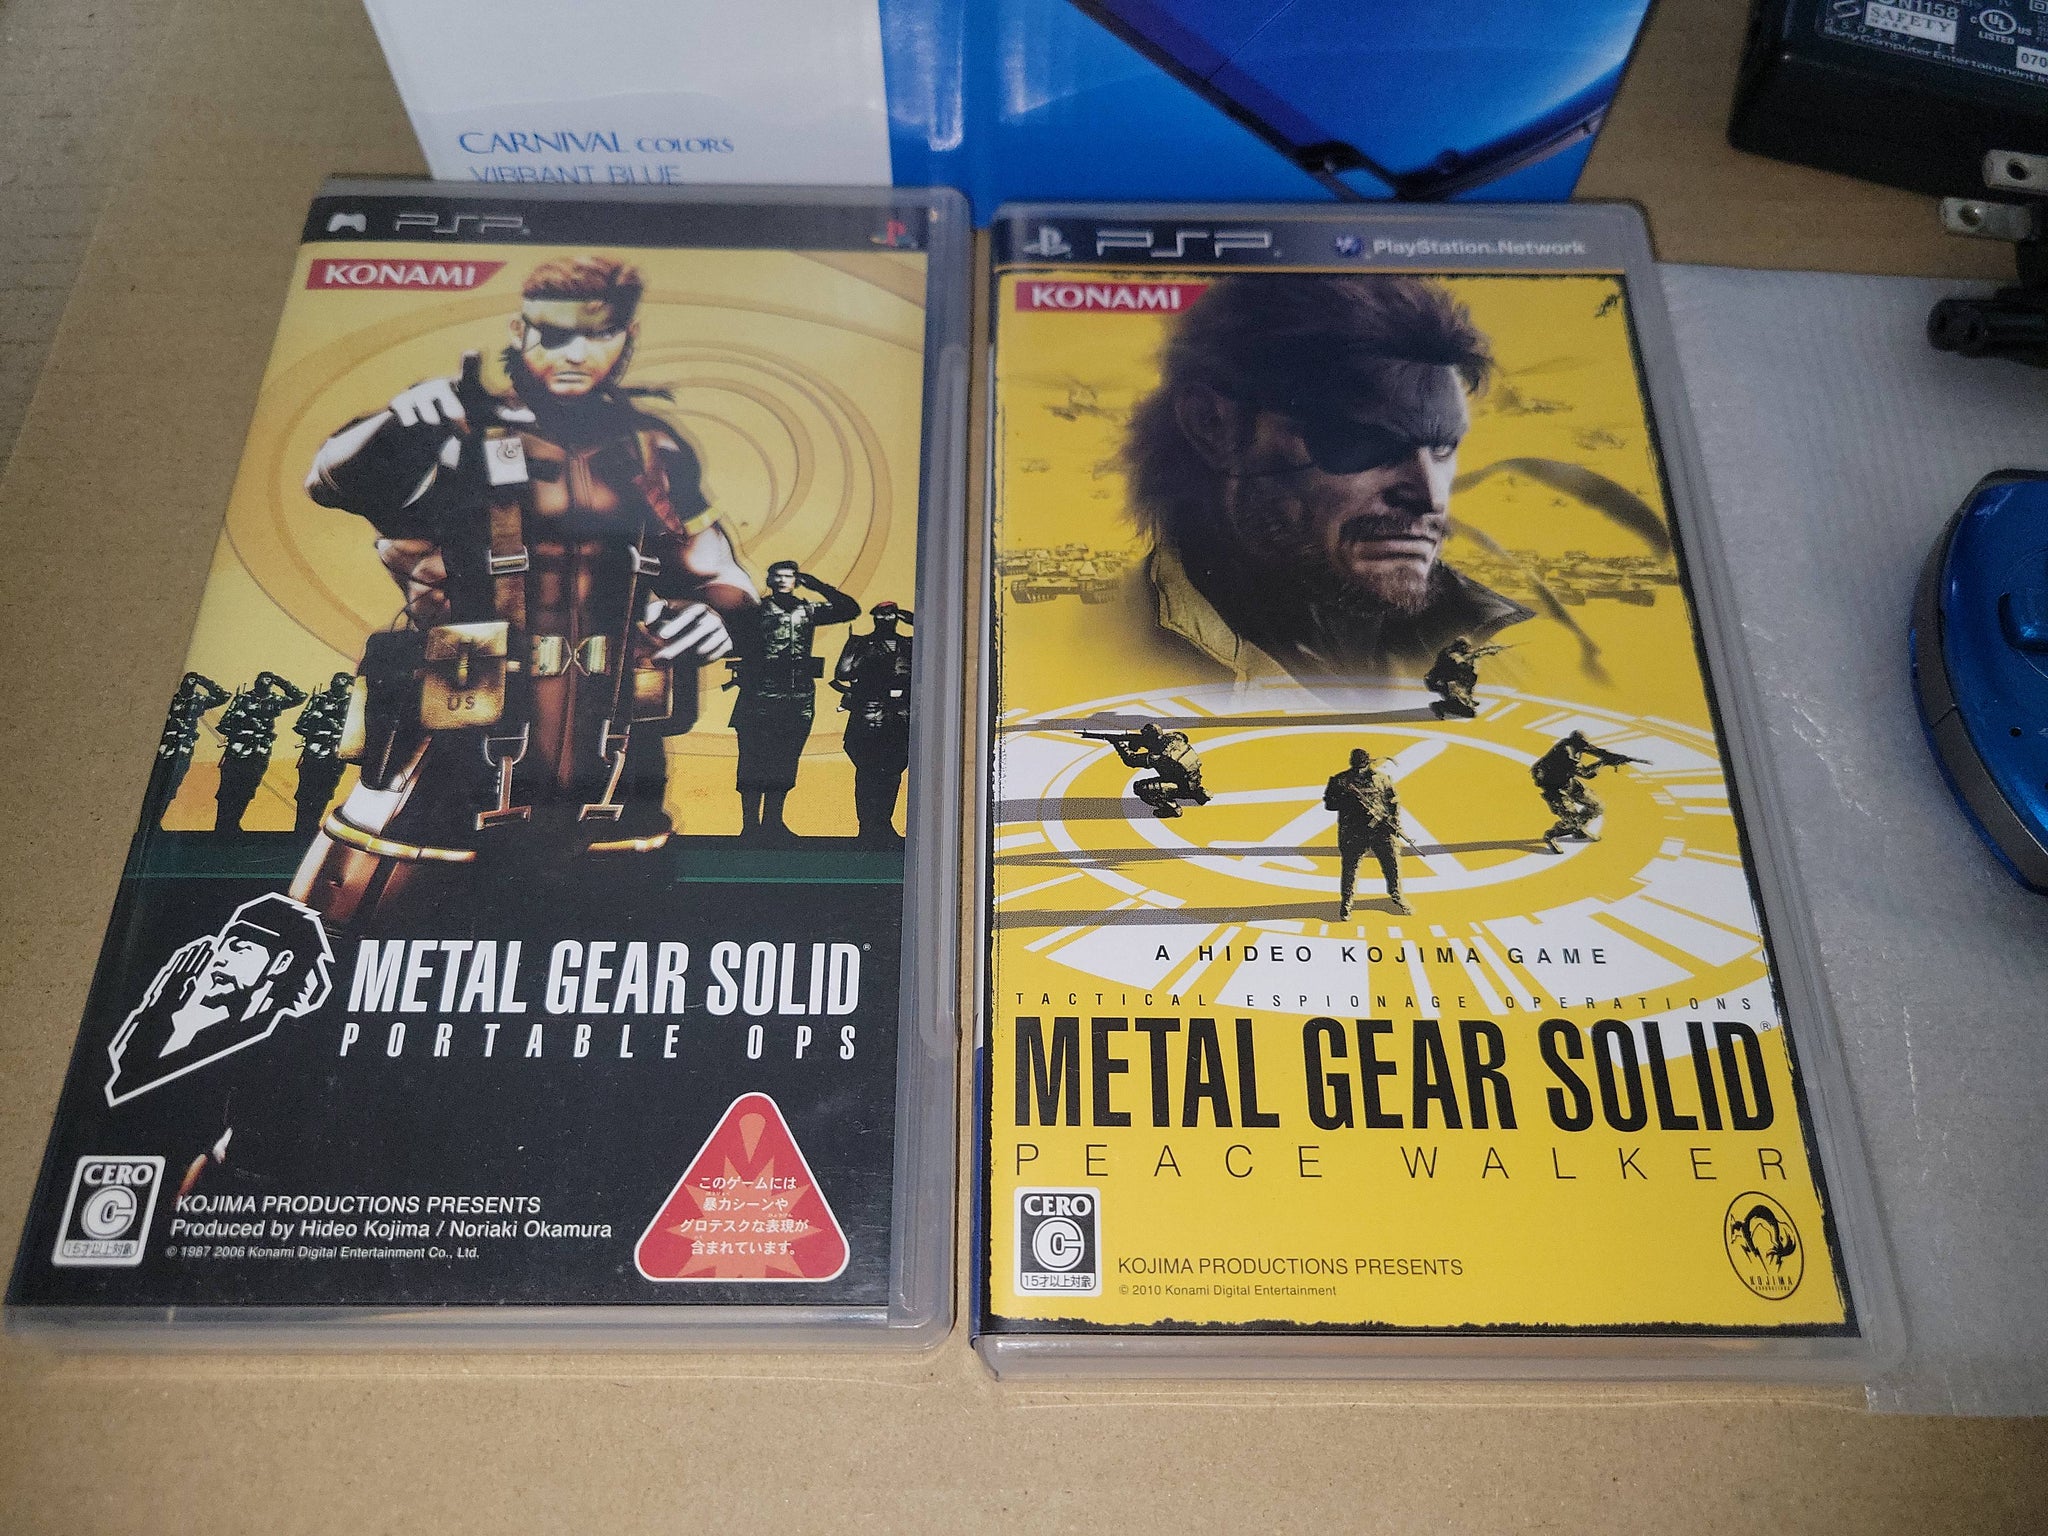 N1158
SAFETY
LISTED
Sony Computer Entertainment
CARNIVAL COLORS
VIBRANT BLUE
PSP
KONAMI
US
METAL GEAR SOLID
PORTABLE OPS
CERO
C
15才以上対象
KOJIMA PRODUCTIONS PRESENTS
Produced by Hideo Kojima / Noriaki Okamura
© 1987 2006 Konami Digital Entertainment Co., Ltd.
このゲームには
暴力シーンや
グロテスクな表現が
含まれています。
PSP PlayStation Network
KONAMI
A HIDEO KOJIMA GAME
TACTICAL ESPIONAGE OPERATIONS
METAL GEAR SOLID®
PEACE WALKER
CERO
C
15才以上対象
KOJIMA PRODUCTIONS PRESENTS
© 2010 Konami Digital Entertainment
KOJIMA
PRODUCTIONS